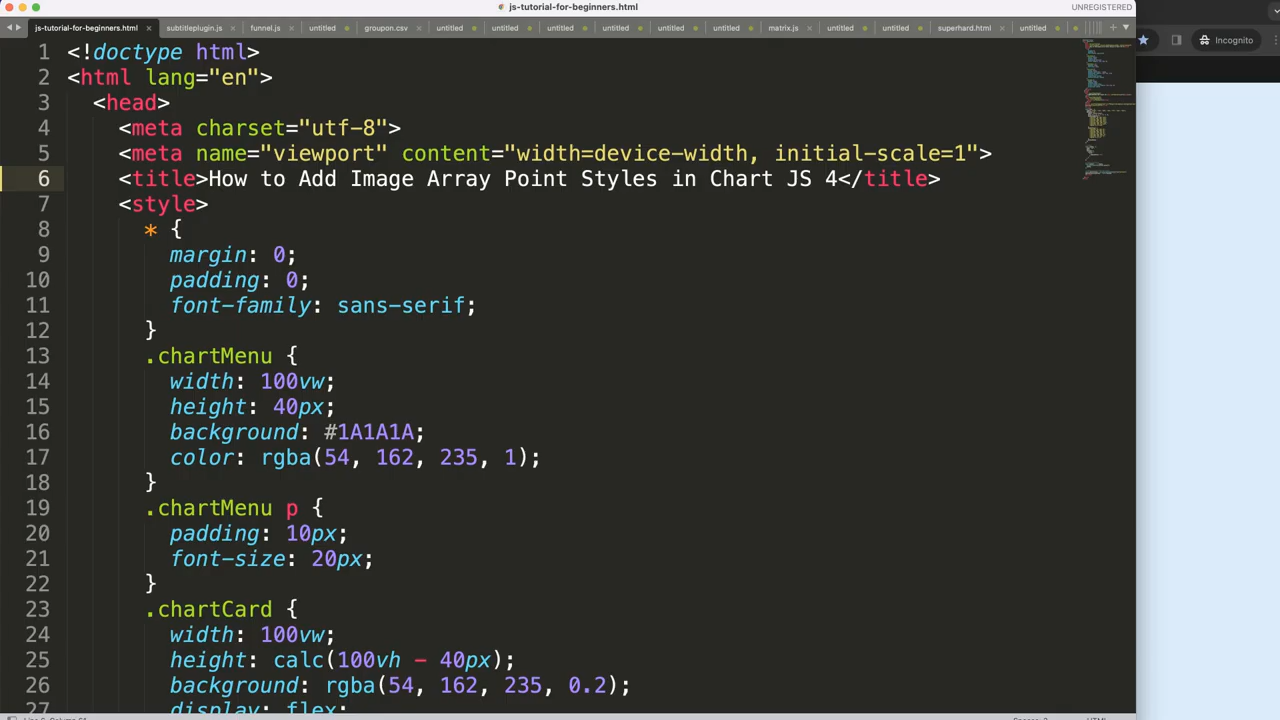 js-tutorial-for-beginners.html
UNREGISTERED
js-tutorial-for-beginners.html × subtitleplugin.js × funnel.js × untitled groupon.csv × untitled untitled untitled untitled untitled untitled matrix.js × untitled untitled superhard.html × untitled
Incognito
1 <!doctype html>
2 <html lang="en">
3 <head>
4 <meta charset="utf-8">
5 <meta name="viewport" content="width=device-width, initial-scale=1">
6 <title>How to Add Image Array Point Styles in Chart JS 4</title>
7 <style>
8 * {
9 margin: 0;
10 padding: 0;
11 font-family: sans-serif;
12 }
13 .chartMenu {
14 width: 100vw;
15 height: 40px;
16 background: #1A1A1A;
17 color: rgba(54, 162, 235, 1);
18 }
19 .chartMenu p {
20 padding: 10px;
21 font-size: 20px;
22 }
23 .chartCard {
24 width: 100vw;
25 height: calc(100vh - 40px);
26 background: rgba(54, 162, 235, 0.2);
27 display: flex;